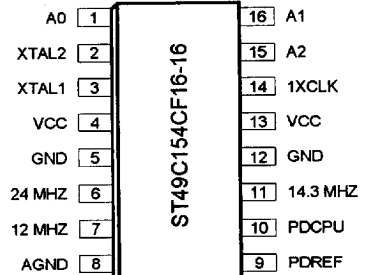 A0 1 16 A1
XTAL2 2 15 A2
XTAL1 3 14 1XCLK
VCC 4 13 VCC
GND 5 12 GND
24 MHZ 6 11 14.3 MHZ
12 MHZ 7 10 PDCPU
AGND 8 9 PDREF
ST49C154CF16-16